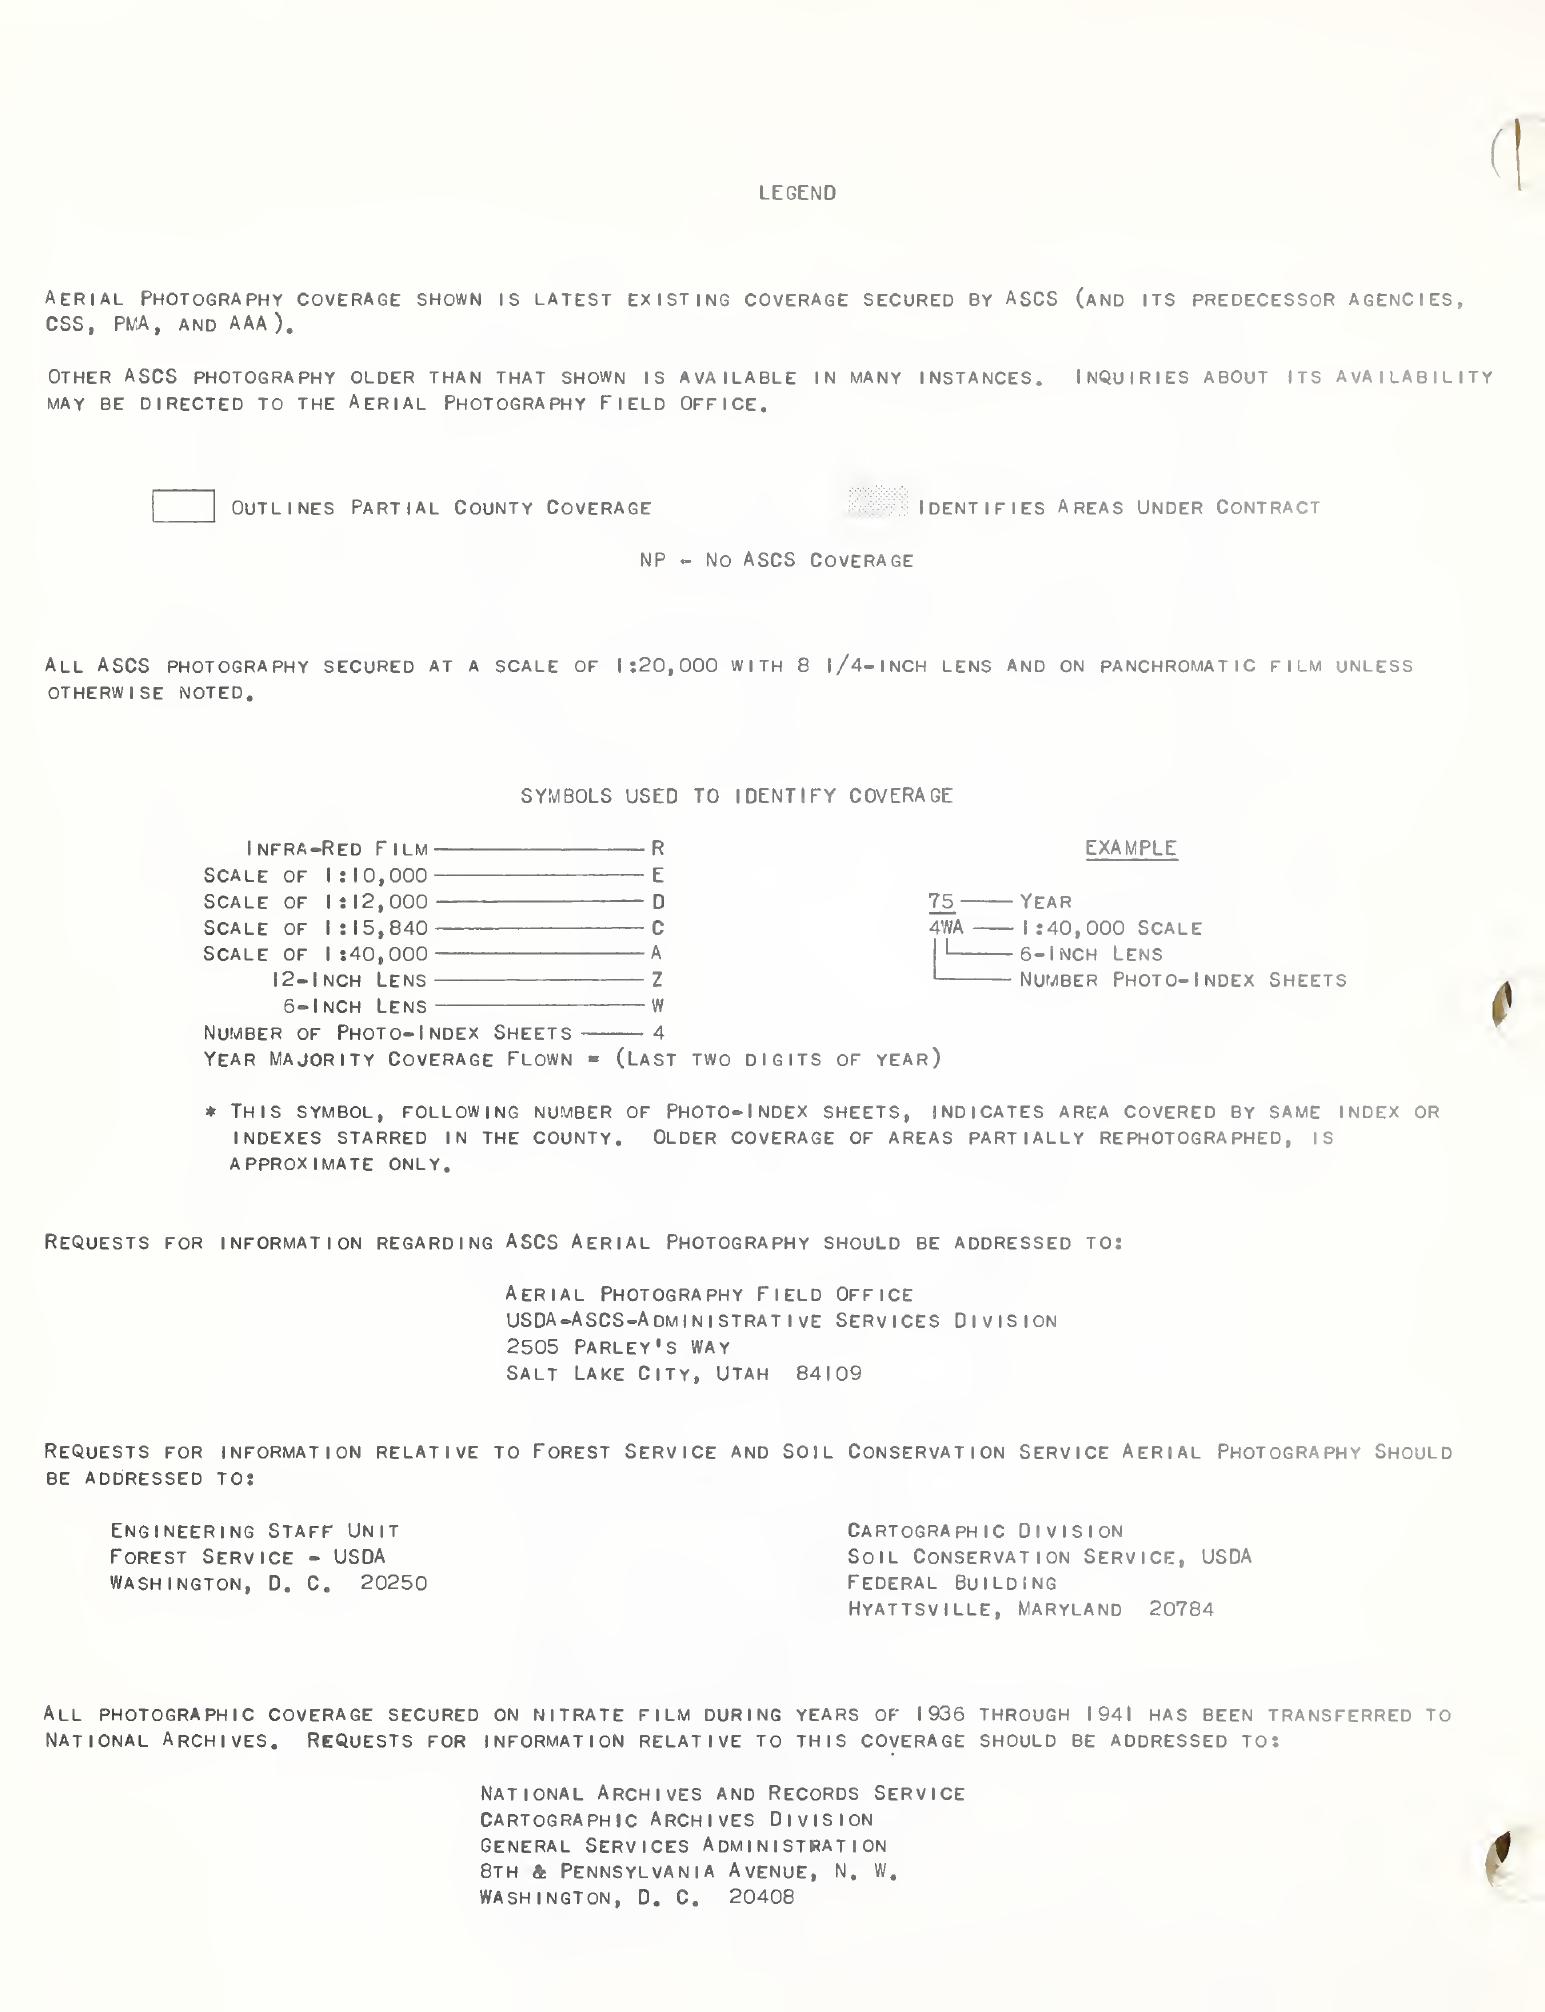 LEGEND
AERIAL PHOTOGRAPHY COVERAGE SHOWN IS LATEST EXISTING COVERAGE SECURED BY ASCS (AND ITS PREDECESSOR AGENCIES,
CSS, PMA, AND AAA).
OTHER ASCS PHOTOGRAPHY OLDER THAN THAT SHOWN IS AVAILABLE IN MANY INSTANCES. INQUIRIES ABOUT ITS AVAILABILITY
MAY BE DIRECTED TO THE AERIAL PHOTOGRAPHY FIELD OFFICE.
OUTLINES PARTIAL COUNTY COVERAGE
IDENTIFIES AREAS UNDER CONTRACT
NP - NO ASCS COVERAGE
ALL ASCS PHOTOGRAPHY SECURED AT A SCALE OF 1:20,000 WITH 8 1/4-INCH LENS AND ON PANCHROMATIC FILM UNLESS
OTHERWISE NOTED.
SYMBOLS USED TO IDENTIFY COVERAGE
INFRA-RED FILM R
SCALE OF 1:10,000 E
SCALE OF 1:12,000 D
SCALE OF 1:15,840 C
SCALE OF 1:40,000 A
12-INCH LENS Z
6-INCH LENS W
NUMBER OF PHOTO-INDEX SHEETS 4
YEAR MAJORITY COVERAGE FLOWN = (LAST TWO DIGITS OF YEAR)
EXAMPLE
75 YEAR
4WA 1:40,000 SCALE
6-INCH LENS
NUMBER PHOTO-INDEX SHEETS
* THIS SYMBOL, FOLLOWING NUMBER OF PHOTO-INDEX SHEETS, INDICATES AREA COVERED BY SAME INDEX OR
INDEXES STARRED IN THE COUNTY. OLDER COVERAGE OF AREAS PARTIALLY REPHOTOGRAPHED, IS
APPROXIMATE ONLY.
REQUESTS FOR INFORMATION REGARDING ASCS AERIAL PHOTOGRAPHY SHOULD BE ADDRESSED TO:
AERIAL PHOTOGRAPHY FIELD OFFICE
USDA-ASCS-ADMINISTRATIVE SERVICES DIVISION
2505 PARLEY'S WAY
SALT LAKE CITY, UTAH 84109
REQUESTS FOR INFORMATION RELATIVE TO FOREST SERVICE AND SOIL CONSERVATION SERVICE AERIAL PHOTOGRAPHY SHOULD
BE ADDRESSED TO:
ENGINEERING STAFF UNIT
FOREST SERVICE - USDA
WASHINGTON, D. C. 20250
CARTOGRAPHIC DIVISION
SOIL CONSERVATION SERVICE, USDA
FEDERAL BUILDING
HYATTSVILLE, MARYLAND 20784
ALL PHOTOGRAPHIC COVERAGE SECURED ON NITRATE FILM DURING YEARS OF 1936 THROUGH 1941 HAS BEEN TRANSFERRED TO
NATIONAL ARCHIVES. REQUESTS FOR INFORMATION RELATIVE TO THIS COVERAGE SHOULD BE ADDRESSED TO:
NATIONAL ARCHIVES AND RECORDS SERVICE
CARTOGRAPHIC ARCHIVES DIVISION
GENERAL SERVICES ADMINISTRATION
8TH & PENNSYLVANIA AVENUE, N. W.
WASHINGTON, D. C. 20408